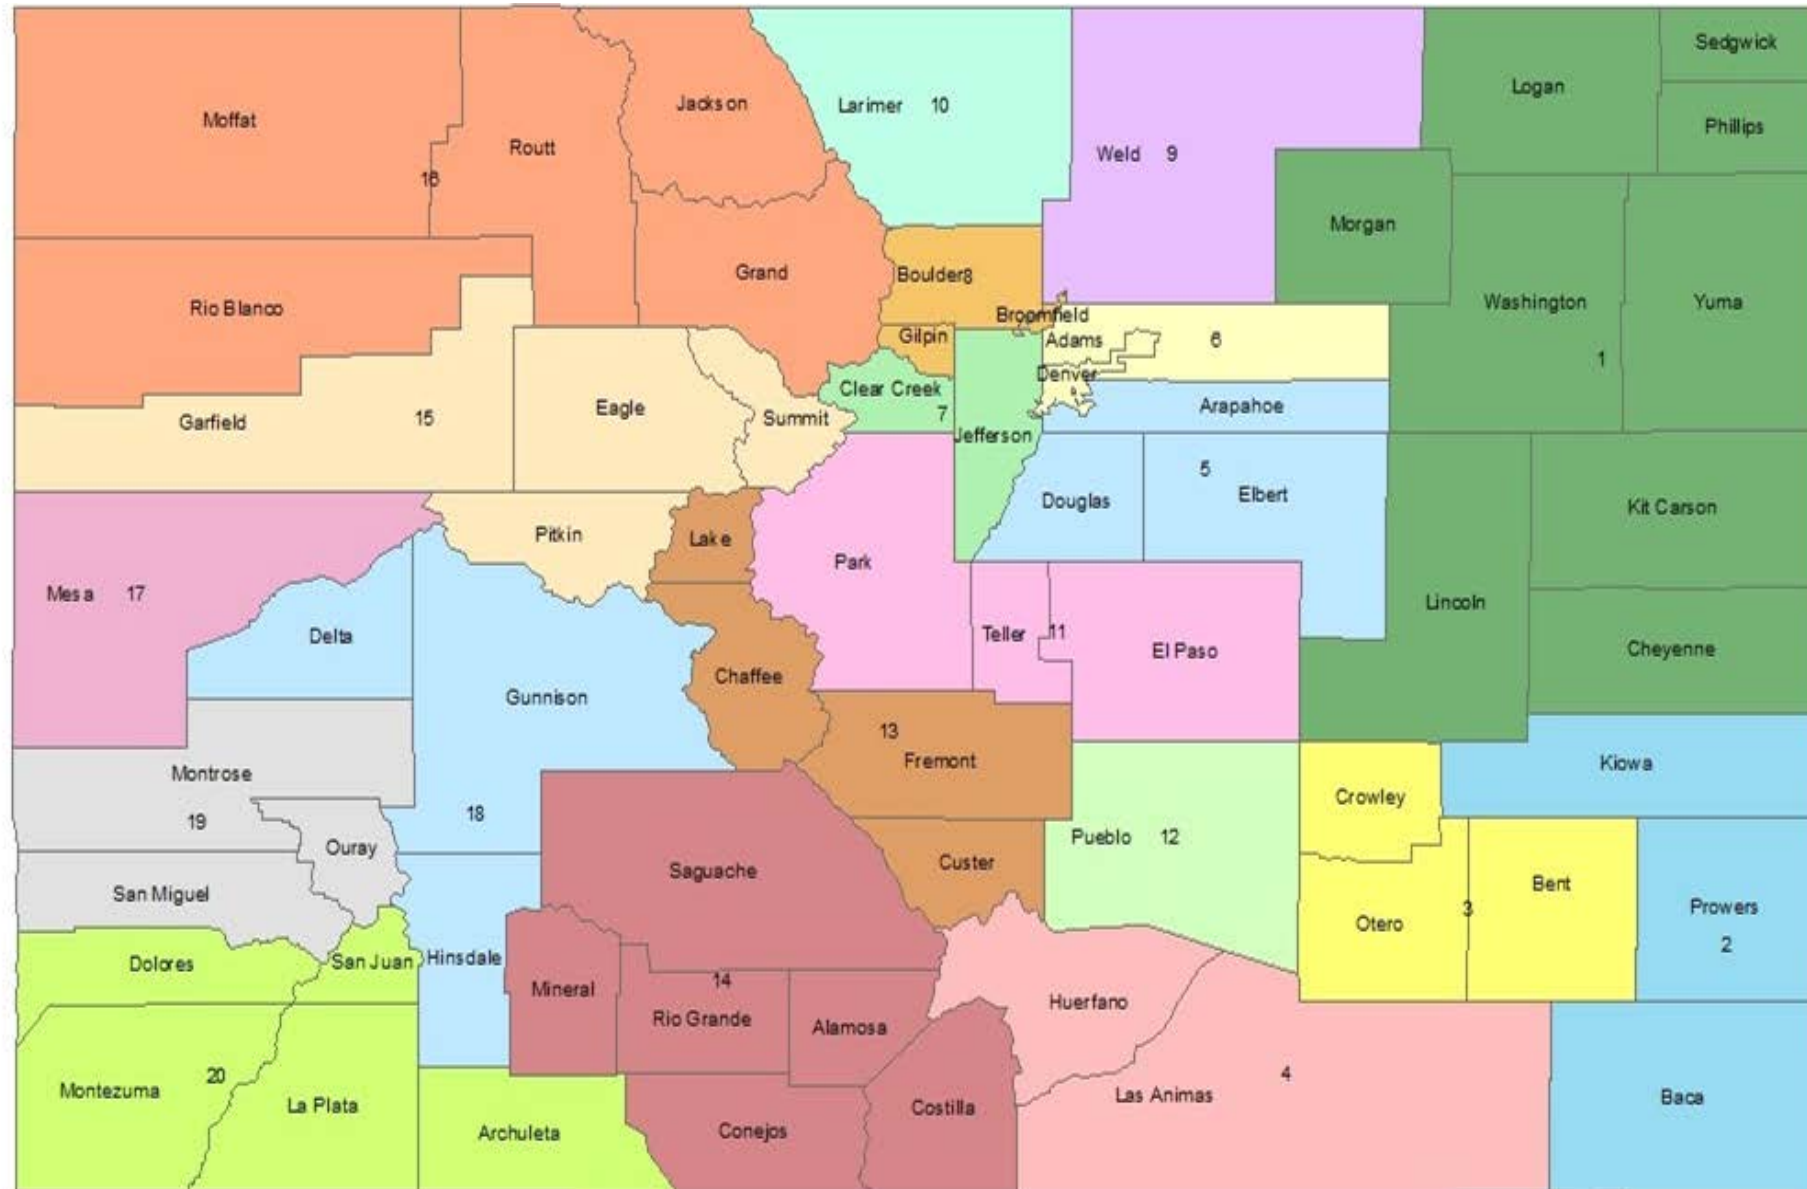 Sedgwick
Logan
Jackson
Larimer 10
Moffat
Phillips
Routt
Weld 9
16
Morgan
Grand
Boulder8
Rio Blanco
Washington
Yuma
Broomfield
Gilpin
Adams
6
1
Denver
Clear Creek
7
Arapahoe
Garfield
15
Eagle
Summit
Jefferson
5
Elbert
Douglas
Kit Carson
Pitkin
Lake
Park
Mesa 17
Lincoln
Delta
Teller
11
El Paso
Cheyenne
Chaffee
Gunnison
13
Fremont
Kiowa
Montrose
Crowley
19
18
Ouray
Pueblo 12
Custer
Saguache
San Miguel
Bent
Otero
3
Prowers
2
Dolores
San Juan
Hinsdale
Mineral
14
Rio Grande
Alamosa
Huerfano
Montezuma
20
La Plata
4
Las Animas
Baca
Costilla
Archuleta
Conejos